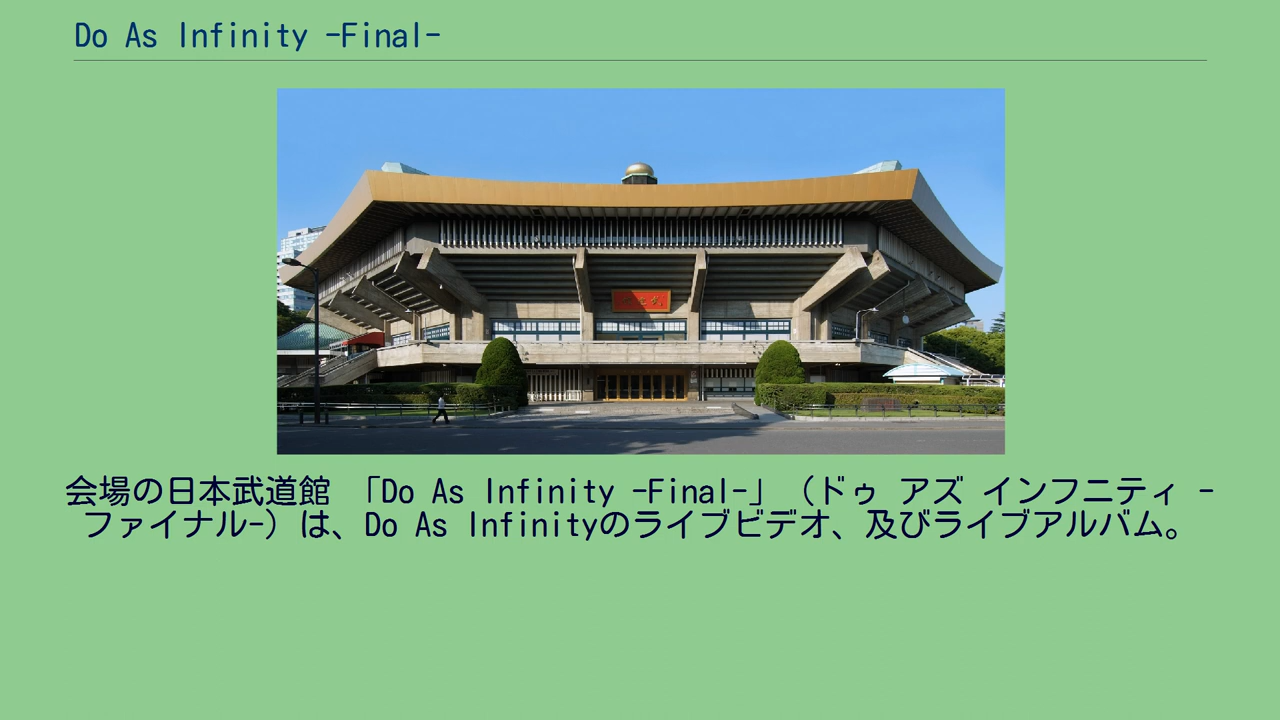 Do As Infinity -Final-
会場の日本武道館 「Do As Infinity -Final-」（ドゥ アズ インフニティ -
ファイナル-）は、Do As Infinityのライブビデオ、及びライブアルバム。